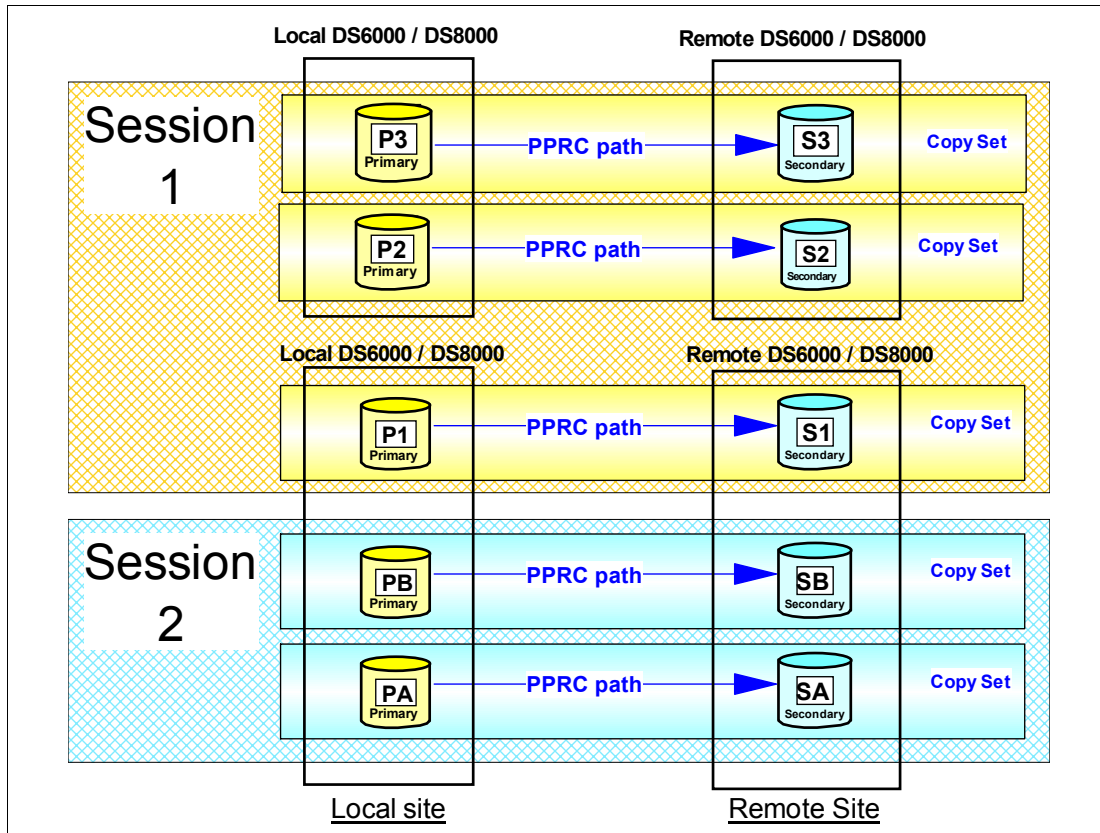 Local DS6000 / DS8000
Remote DS6000 / DS8000
Session
1
P3
Primary
PPRC path
S3
Secondary
Copy Set
P2
Primary
PPRC path
S2
Secondary
Copy Set
Local DS6000 / DS8000
Remote DS6000 / DS8000
P1
Primary
PPRC path
S1
Secondary
Copy Set
Session
2
PB
Primary
PPRC path
SB
Secondary
Copy Set
PA
Primary
PPRC path
SA
Secondary
Copy Set
Local site
Remote Site